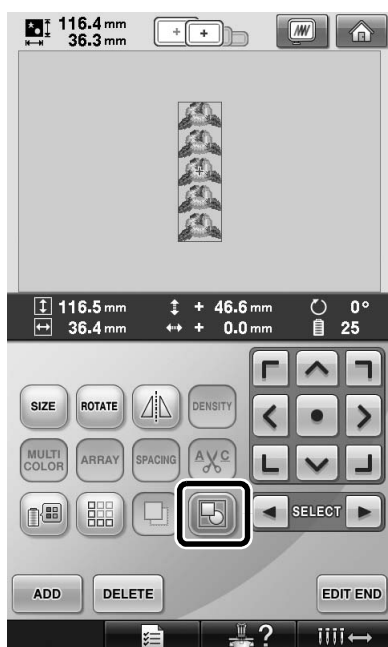 116.4 mm
36.3 mm
116.5 mm + 46.6 mm 0°
36.4 mm + 0.0 mm 25
SIZE ROTATE DENSITY
MULTI COLOR ARRAY SPACING A C
SELECT
ADD DELETE EDIT END
?